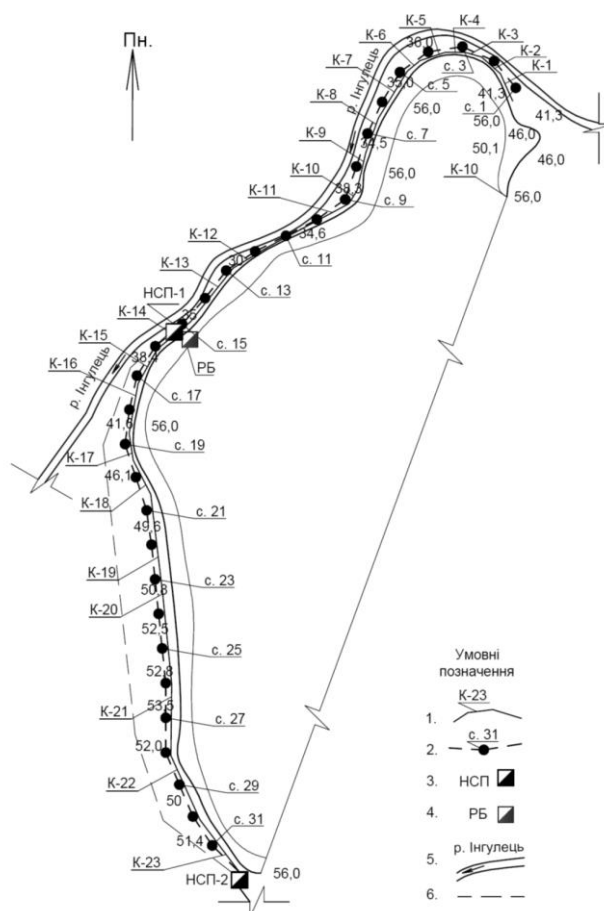 Пн.
К-5
К-4
К-6
36,0
К-3
К-7
К-2
р. Інгулець
с. 3
К-1
К-8
35,0
с. 5
41,3
с. 1
41,3
56,0
56,0
К-9
34,5
с. 7
46,0
50,1
46,0
К-10
56,0
К-10
38,3
56,0
К-11
с. 9
34,6
К-12
с. 11
К-13
30
с. 13
НСП-1
К-14
35
с. 15
К-15
РБ
К-16
38,4
с. 17
р. Інгулець
41,6
56,0
с. 19
К-17
46,1
К-18
с. 21
49,6
К-19
с. 23
50,8
К-20
52,5
с. 25
52,8
К-21
53,5
с. 27
52,0
К-22
с. 29
50
51,4
с. 31
К-23
НСП-2
56,0
Умовні
позначення
К-23
1.
с. 31
2.
3. НСП
4. РБ
р. Інгулець
5.
6.